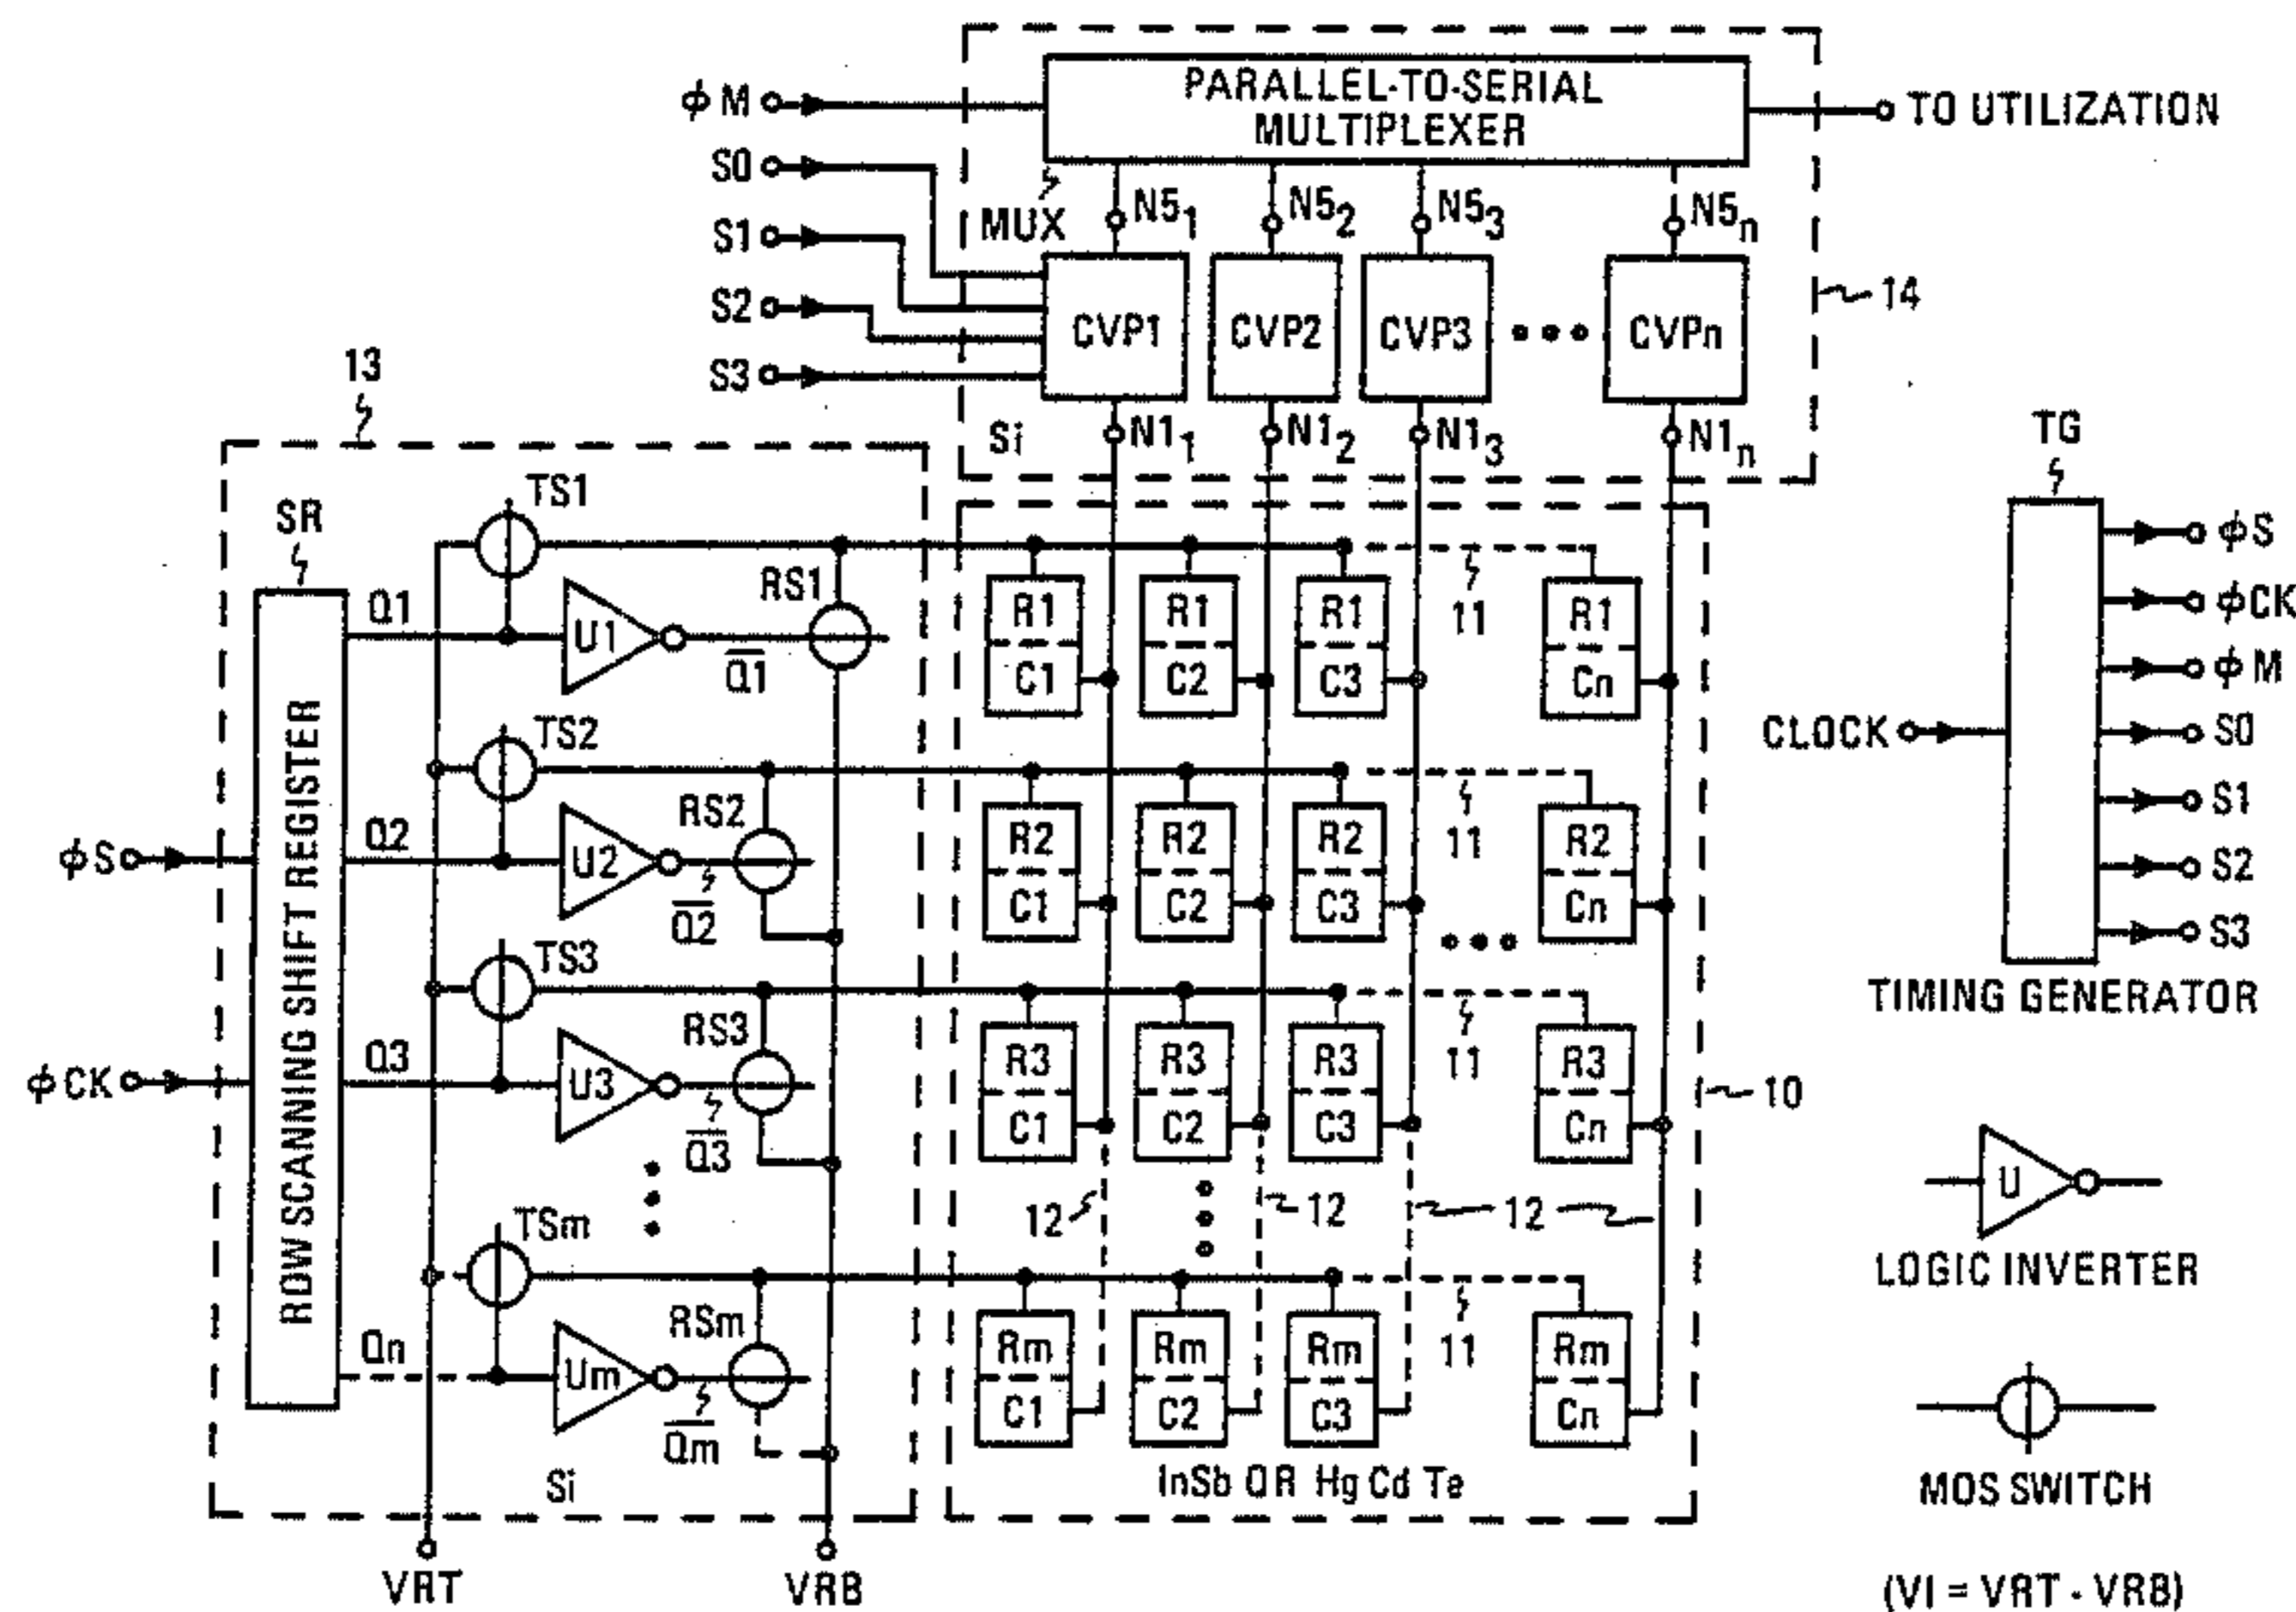 PARALLEL-TO-SERIAL
MULTIPLEXER
ϕM
TO UTILIZATION
S0
S1
S2
S3
MUX
N5₁
N5₂
N5₃
N5ₙ
CVP1
CVP2
CVP3
CVPn
14
Si
N1₁
N1₂
N1₃
N1ₙ
13
SR
ROW SCANNING SHIFT REGISTER
ϕS
ϕCK
TS1
Q1
U1
Q̅1̅
RS1
TS2
Q2
U2
Q̅2̅
RS2
TS3
Q3
U3
Q̅3̅
RS3
TSm
Qn
Um
Q̅m̅
RSm
Si
VRT
VRB
R1 R1 R1 11 R1
C1 C2 C3 Cn
R2 R2 R2 11 R2
C1 C2 C3 Cn
R3 R3 R3 11 R3
C1 C2 C3 Cn
10
12 12 12
Rm Rm Rm 11 Rm
C1 C2 C3 Cn
InSb OR Hg Cd Te
TG
CLOCK
ϕS
ϕCK
ϕM
S0
S1
S2
S3
TIMING GENERATOR
U
LOGIC INVERTER
MOS SWITCH
(VI = VRT - VRB)